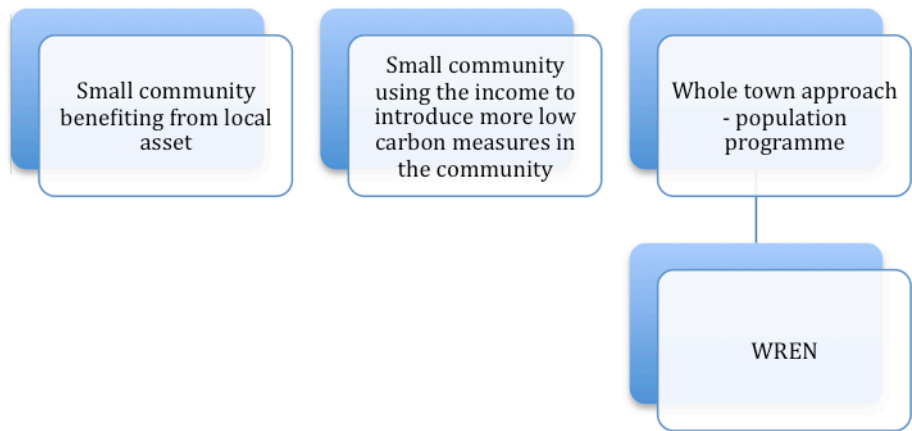 Small community
benefiting from local
asset
Small community
using the income to
introduce more low
carbon measures in
the community
Whole town approach
- population
programme
WREN